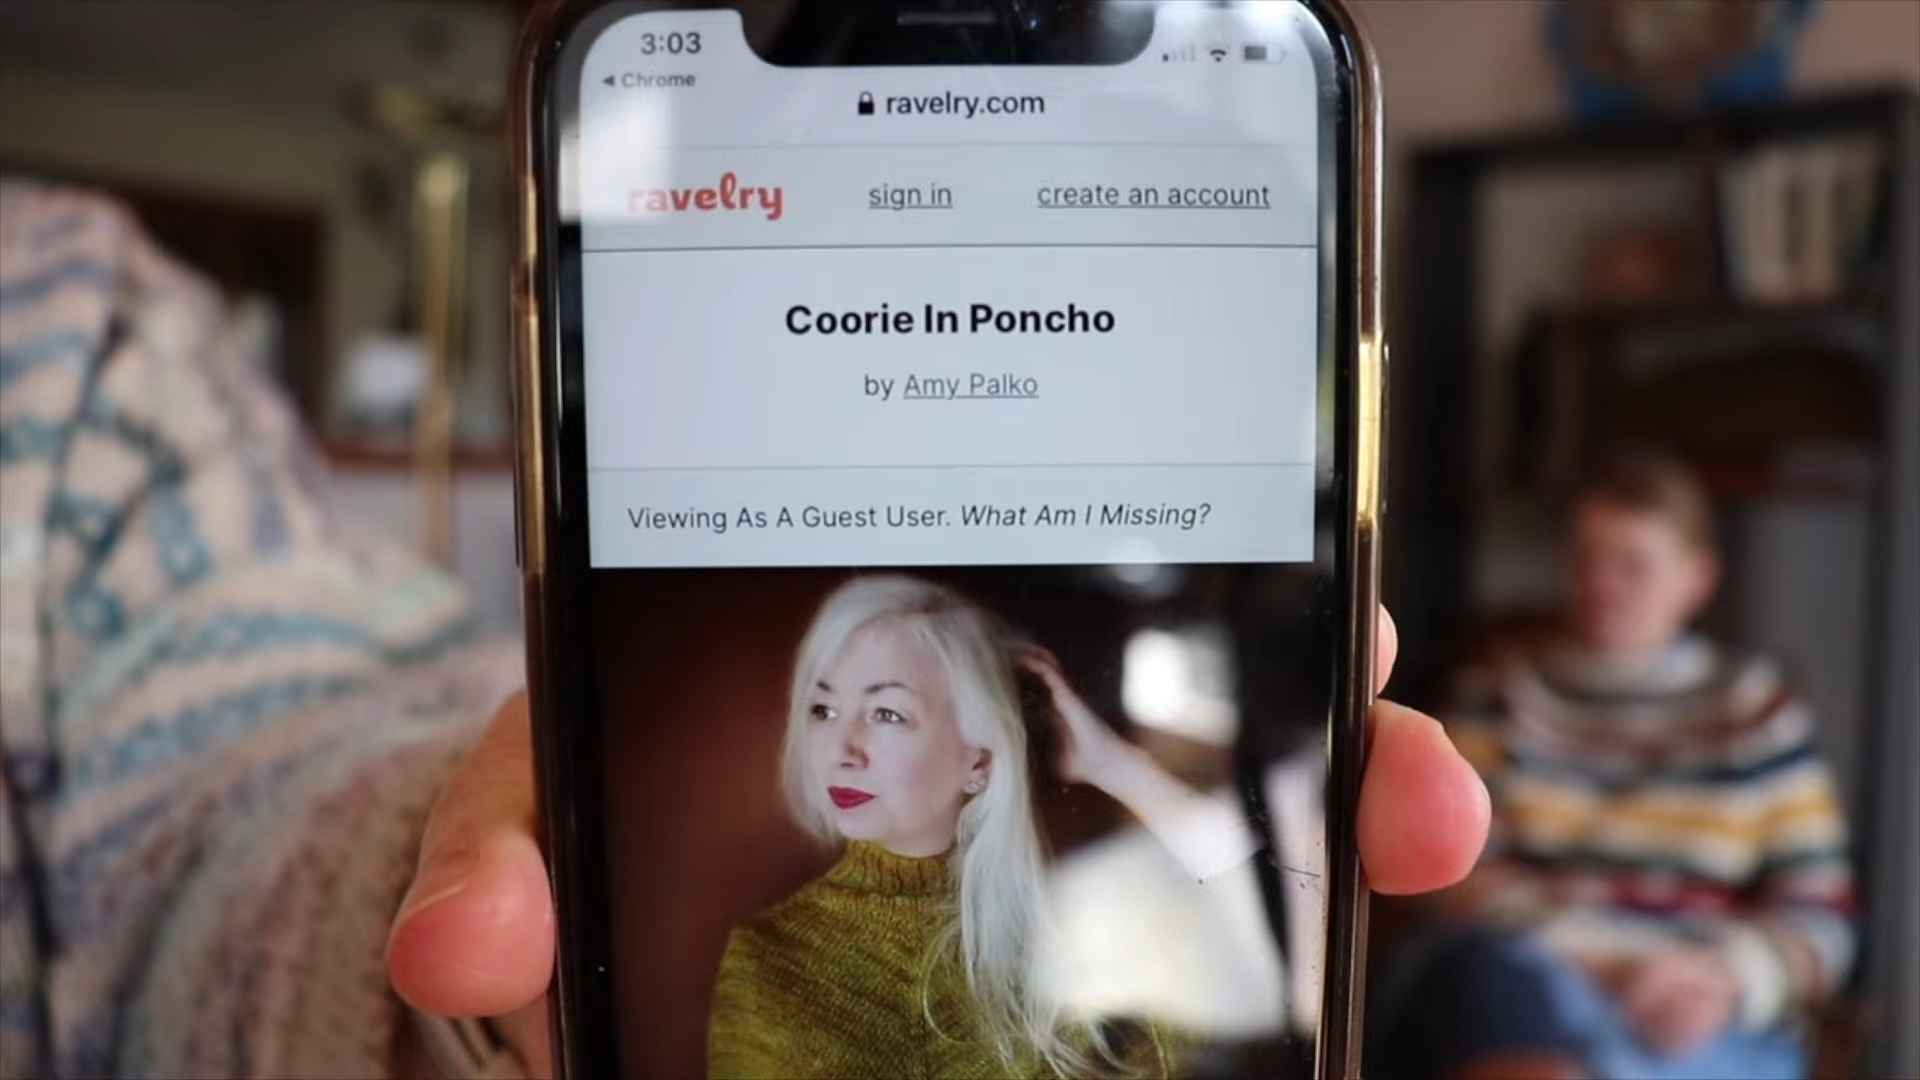 3:03
◀ Chrome
ravelry.com
ravelry
sign in
create an account
Coorie In Poncho
by Amy Palko
Viewing As A Guest User. What Am I Missing?